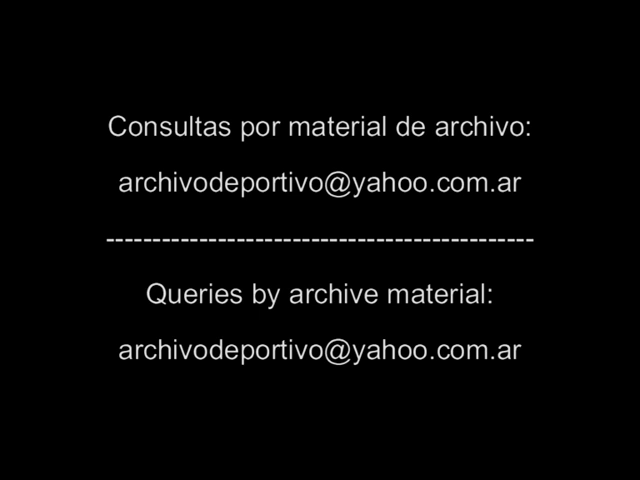 Consultas por material de archivo:
archivodeportivo@yahoo.com.ar
-----------------------------------------------
Queries by archive material:
archivodeportivo@yahoo.com.ar